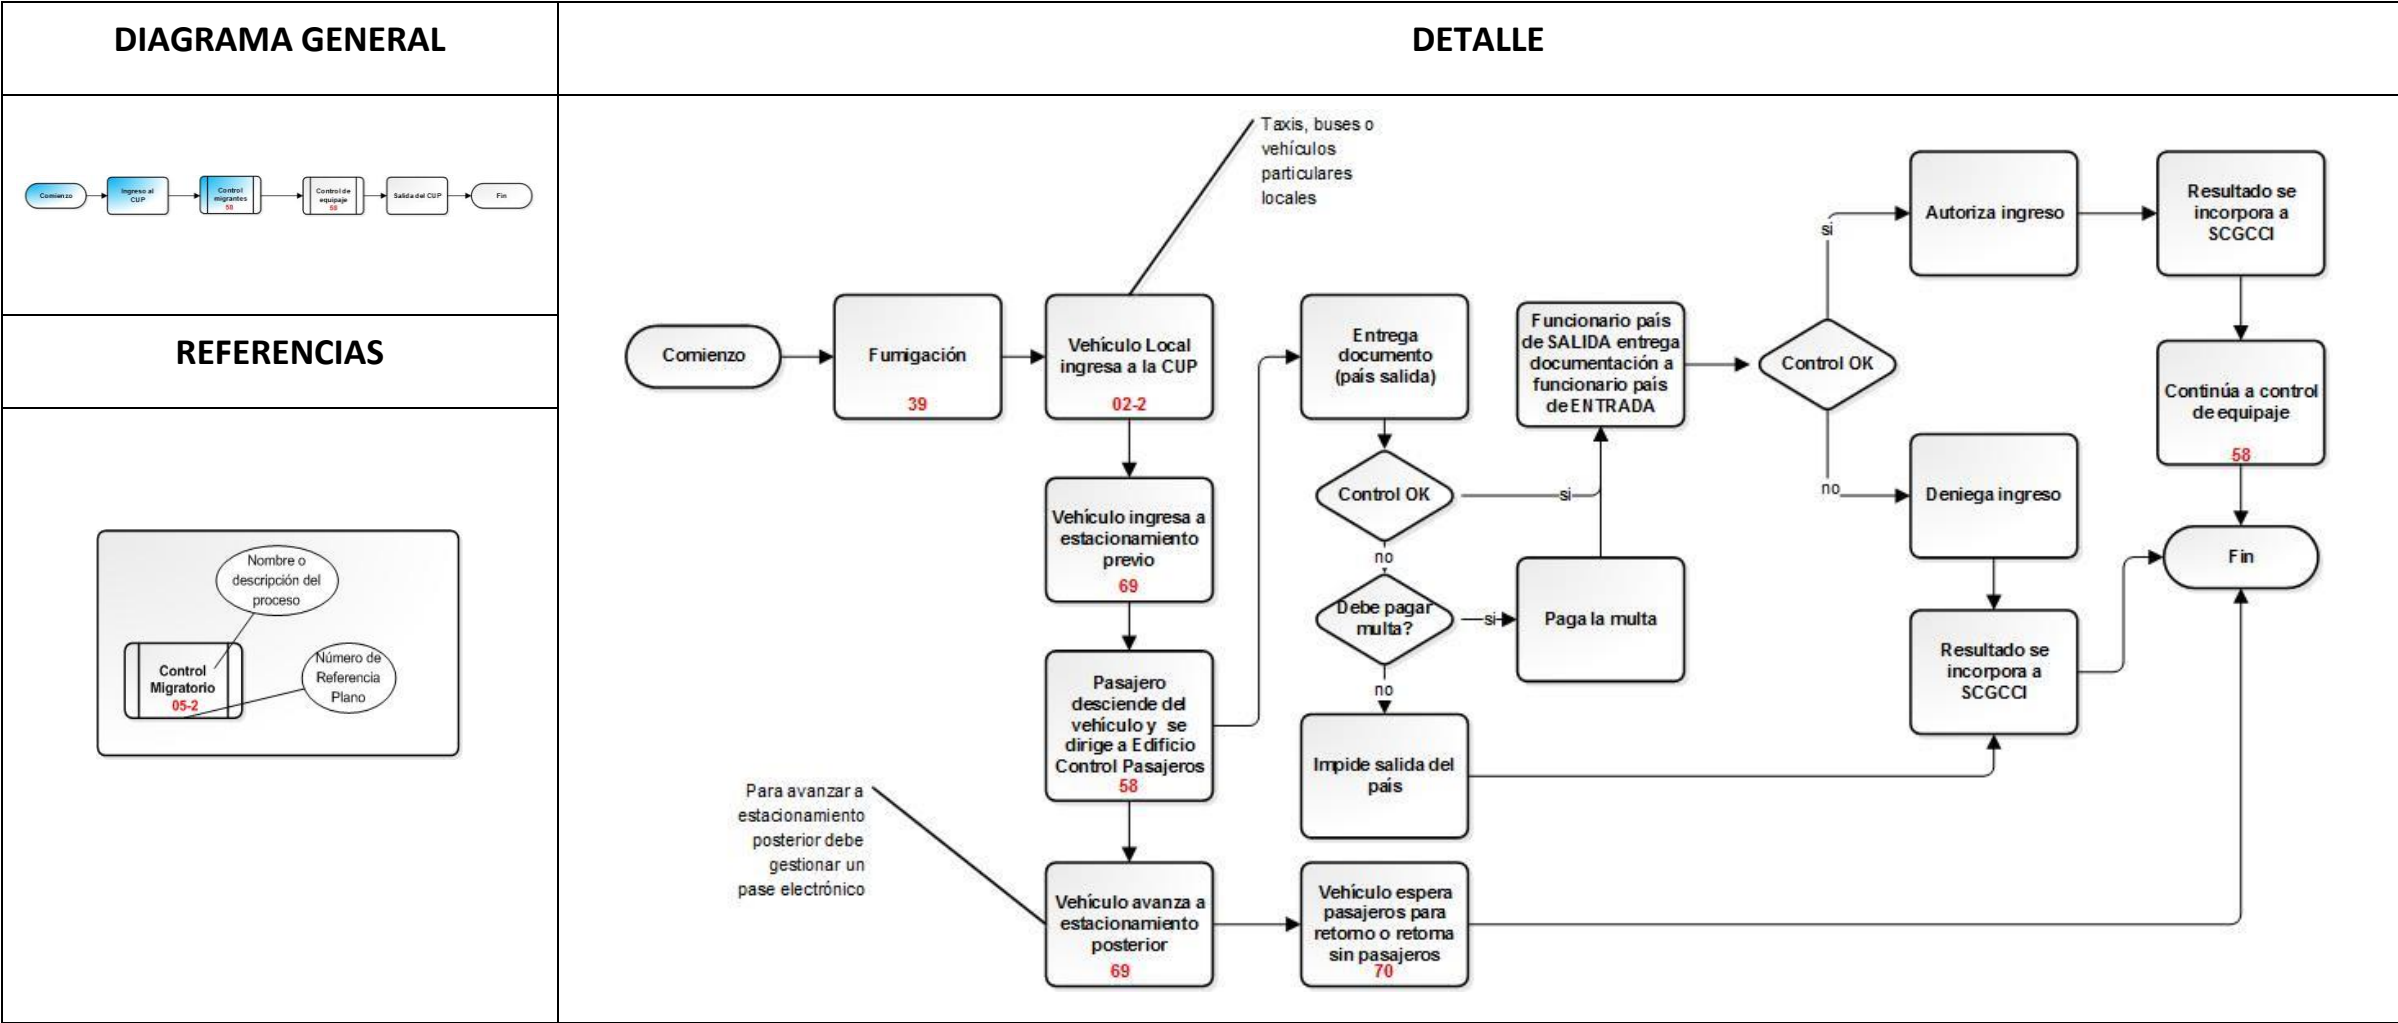 DIAGRAMA GENERAL
DETALLE
Comienzo
Ingreso al
CUP
Control
migrantes
58
Control de
equipaje
58
Salida del CUP
Fin
REFERENCIAS
Nombre o
descripción del
proceso
Control
Migratorio
05-2
Número de
Referencia
Plano
Taxis, buses o
vehículos
particulares
locales
Comienzo
Fumigación
39
Vehículo Local
ingresa a la CUP
02-2
Vehículo ingresa a
estacionamiento
previo
69
Pasajero
desciende del
vehículo y se
dirige a Edificio
Control Pasajeros
58
Para avanzar a
estacionamiento
posterior debe
gestionar un
pase electrónico
Vehículo avanza a
estacionamiento
posterior
69
Vehículo espera
pasajeros para
retorno o retorna
sin pasajeros
70
Entrega
documento
(país salida)
Control OK
si
no
Debe pagar
multa?
si
Paga la multa
no
Impide salida del
país
Funcionario país
de SALIDA entrega
documentación a
funcionario país
de ENTRADA
Control OK
si
Autoriza ingreso
Resultado se
incorpora a
SCGCCI
Continúa a control
de equipaje
58
no
Deniega ingreso
Resultado se
incorpora a
SCGCCI
Fin